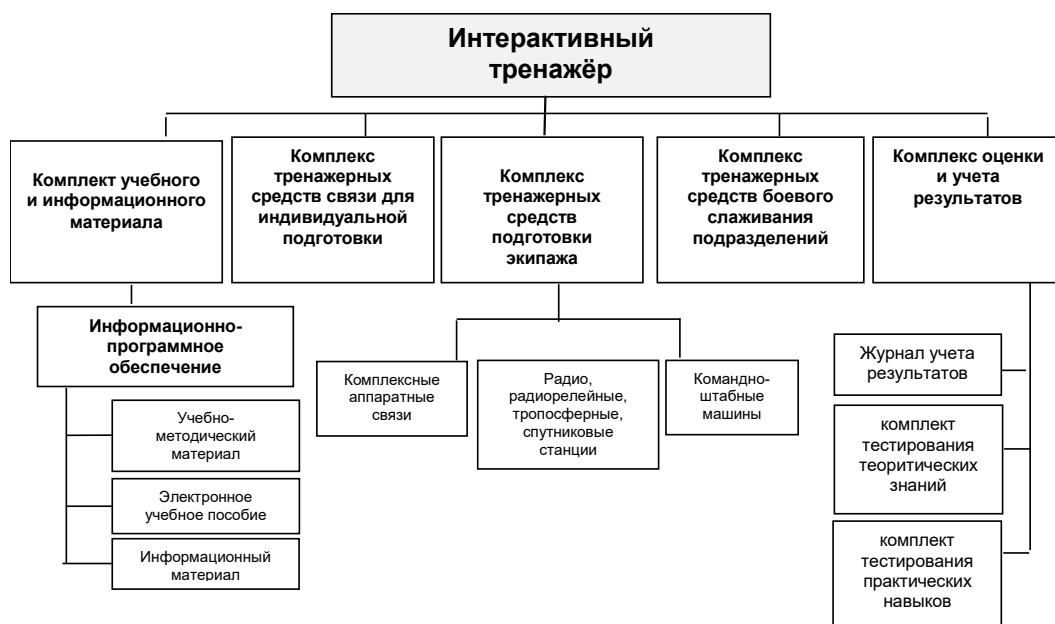 Интерактивный
тренажёр
Комплект учебного
и информационного
материала
Комплекс
тренажерных
средств связи для
индивидуальной
подготовки
Комплекс
тренажерных
средств
подготовки
экипажа
Комплекс
тренажерных
средств боевого
слаживания
подразделений
Комплекс оценки
и учета
результатов
Информационно-
программное
обеспечение
Учебно-
методический
материал
Электронное
учебное пособие
Информационный
материал
Комплексные
аппаратные
связи
Радио,
радиорелейные,
тропосферные,
спутниковые
станции
Командно-
штабные
машины
Журнал учета
результатов
комплект
тестирования
теоритических
знаний
комплект
тестирования
практических
навыков